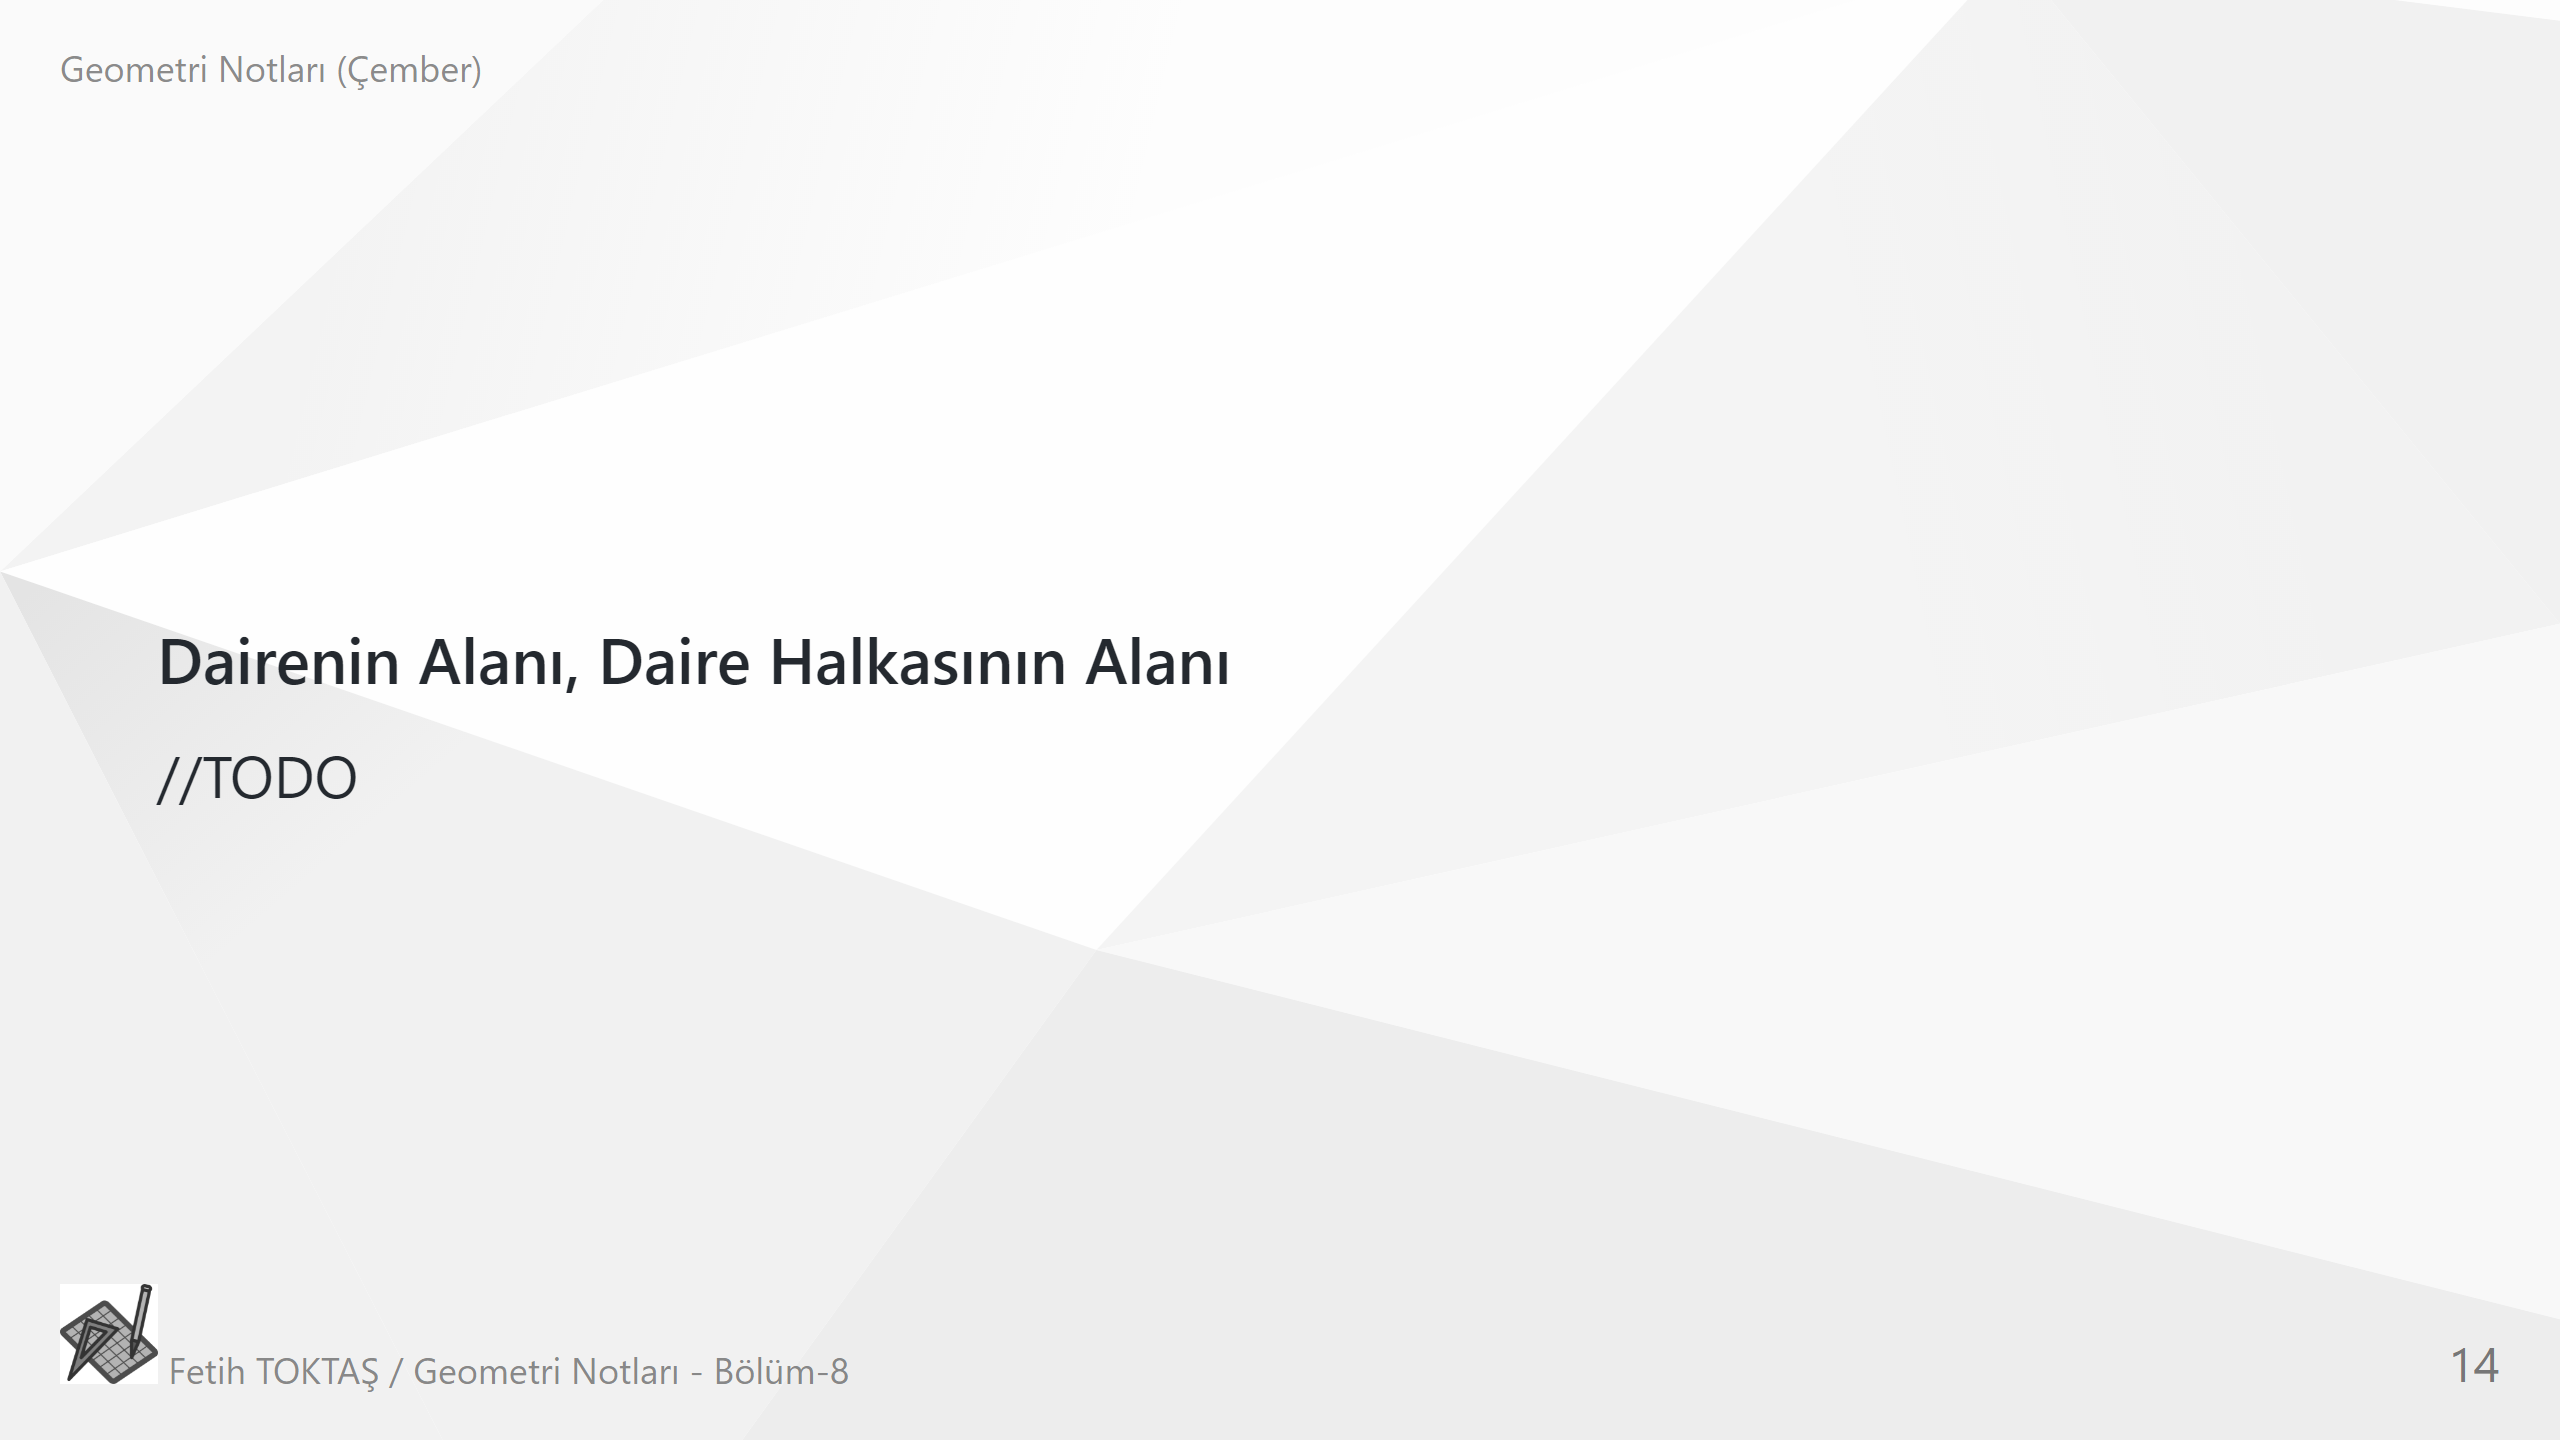 Geometri Notları (Çember)
Dairenin Alanı, Daire Halkasının Alanı
//TODO
Fetih TOKTAŞ / Geometri Notları - Bölüm-8
14